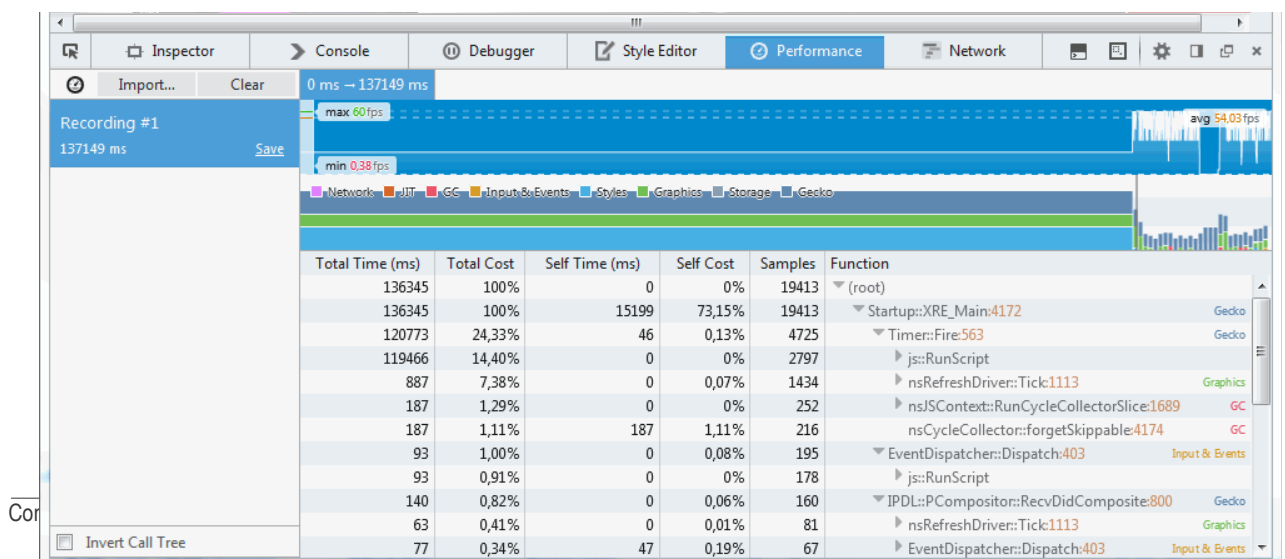 Inspector Console Debugger Style Editor Performance Network
Import... Clear 0 ms → 137149 ms
Recording #1
137149 ms Save
max 60 fps
avg 54,03 fps
min 0,38 fps
Network JIT GC Input & Events Styles Graphics Storage Gecko
Total Time (ms) Total Cost Self Time (ms) Self Cost Samples Function
136345 100% 0 0% 19413 (root)
136345 100% 15199 73,15% 19413 Startup::XRE_Main:4172 Gecko
120773 24,33% 46 0,13% 4725 Timer::Fire:563 Gecko
119466 14,40% 0 0% 2797 js::RunScript
887 7,38% 0 0,07% 1434 nsRefreshDriver::Tick:1113 Graphics
187 1,29% 0 0% 252 nsJSContext::RunCycleCollectorSlice:1689 GC
187 1,11% 187 1,11% 216 nsCycleCollector::forgetSkippable:4174 GC
93 1,00% 0 0,08% 195 EventDispatcher::Dispatch:403 Input & Events
93 0,91% 0 0% 178 js::RunScript
140 0,82% 0 0,06% 160 IPDL::PCompositor::RecvDidComposite:800 Gecko
63 0,41% 0 0,01% 81 nsRefreshDriver::Tick:1113 Graphics
77 0,34% 47 0,19% 67 EventDispatcher::Dispatch:403 Input & Events
Cor
Invert Call Tree